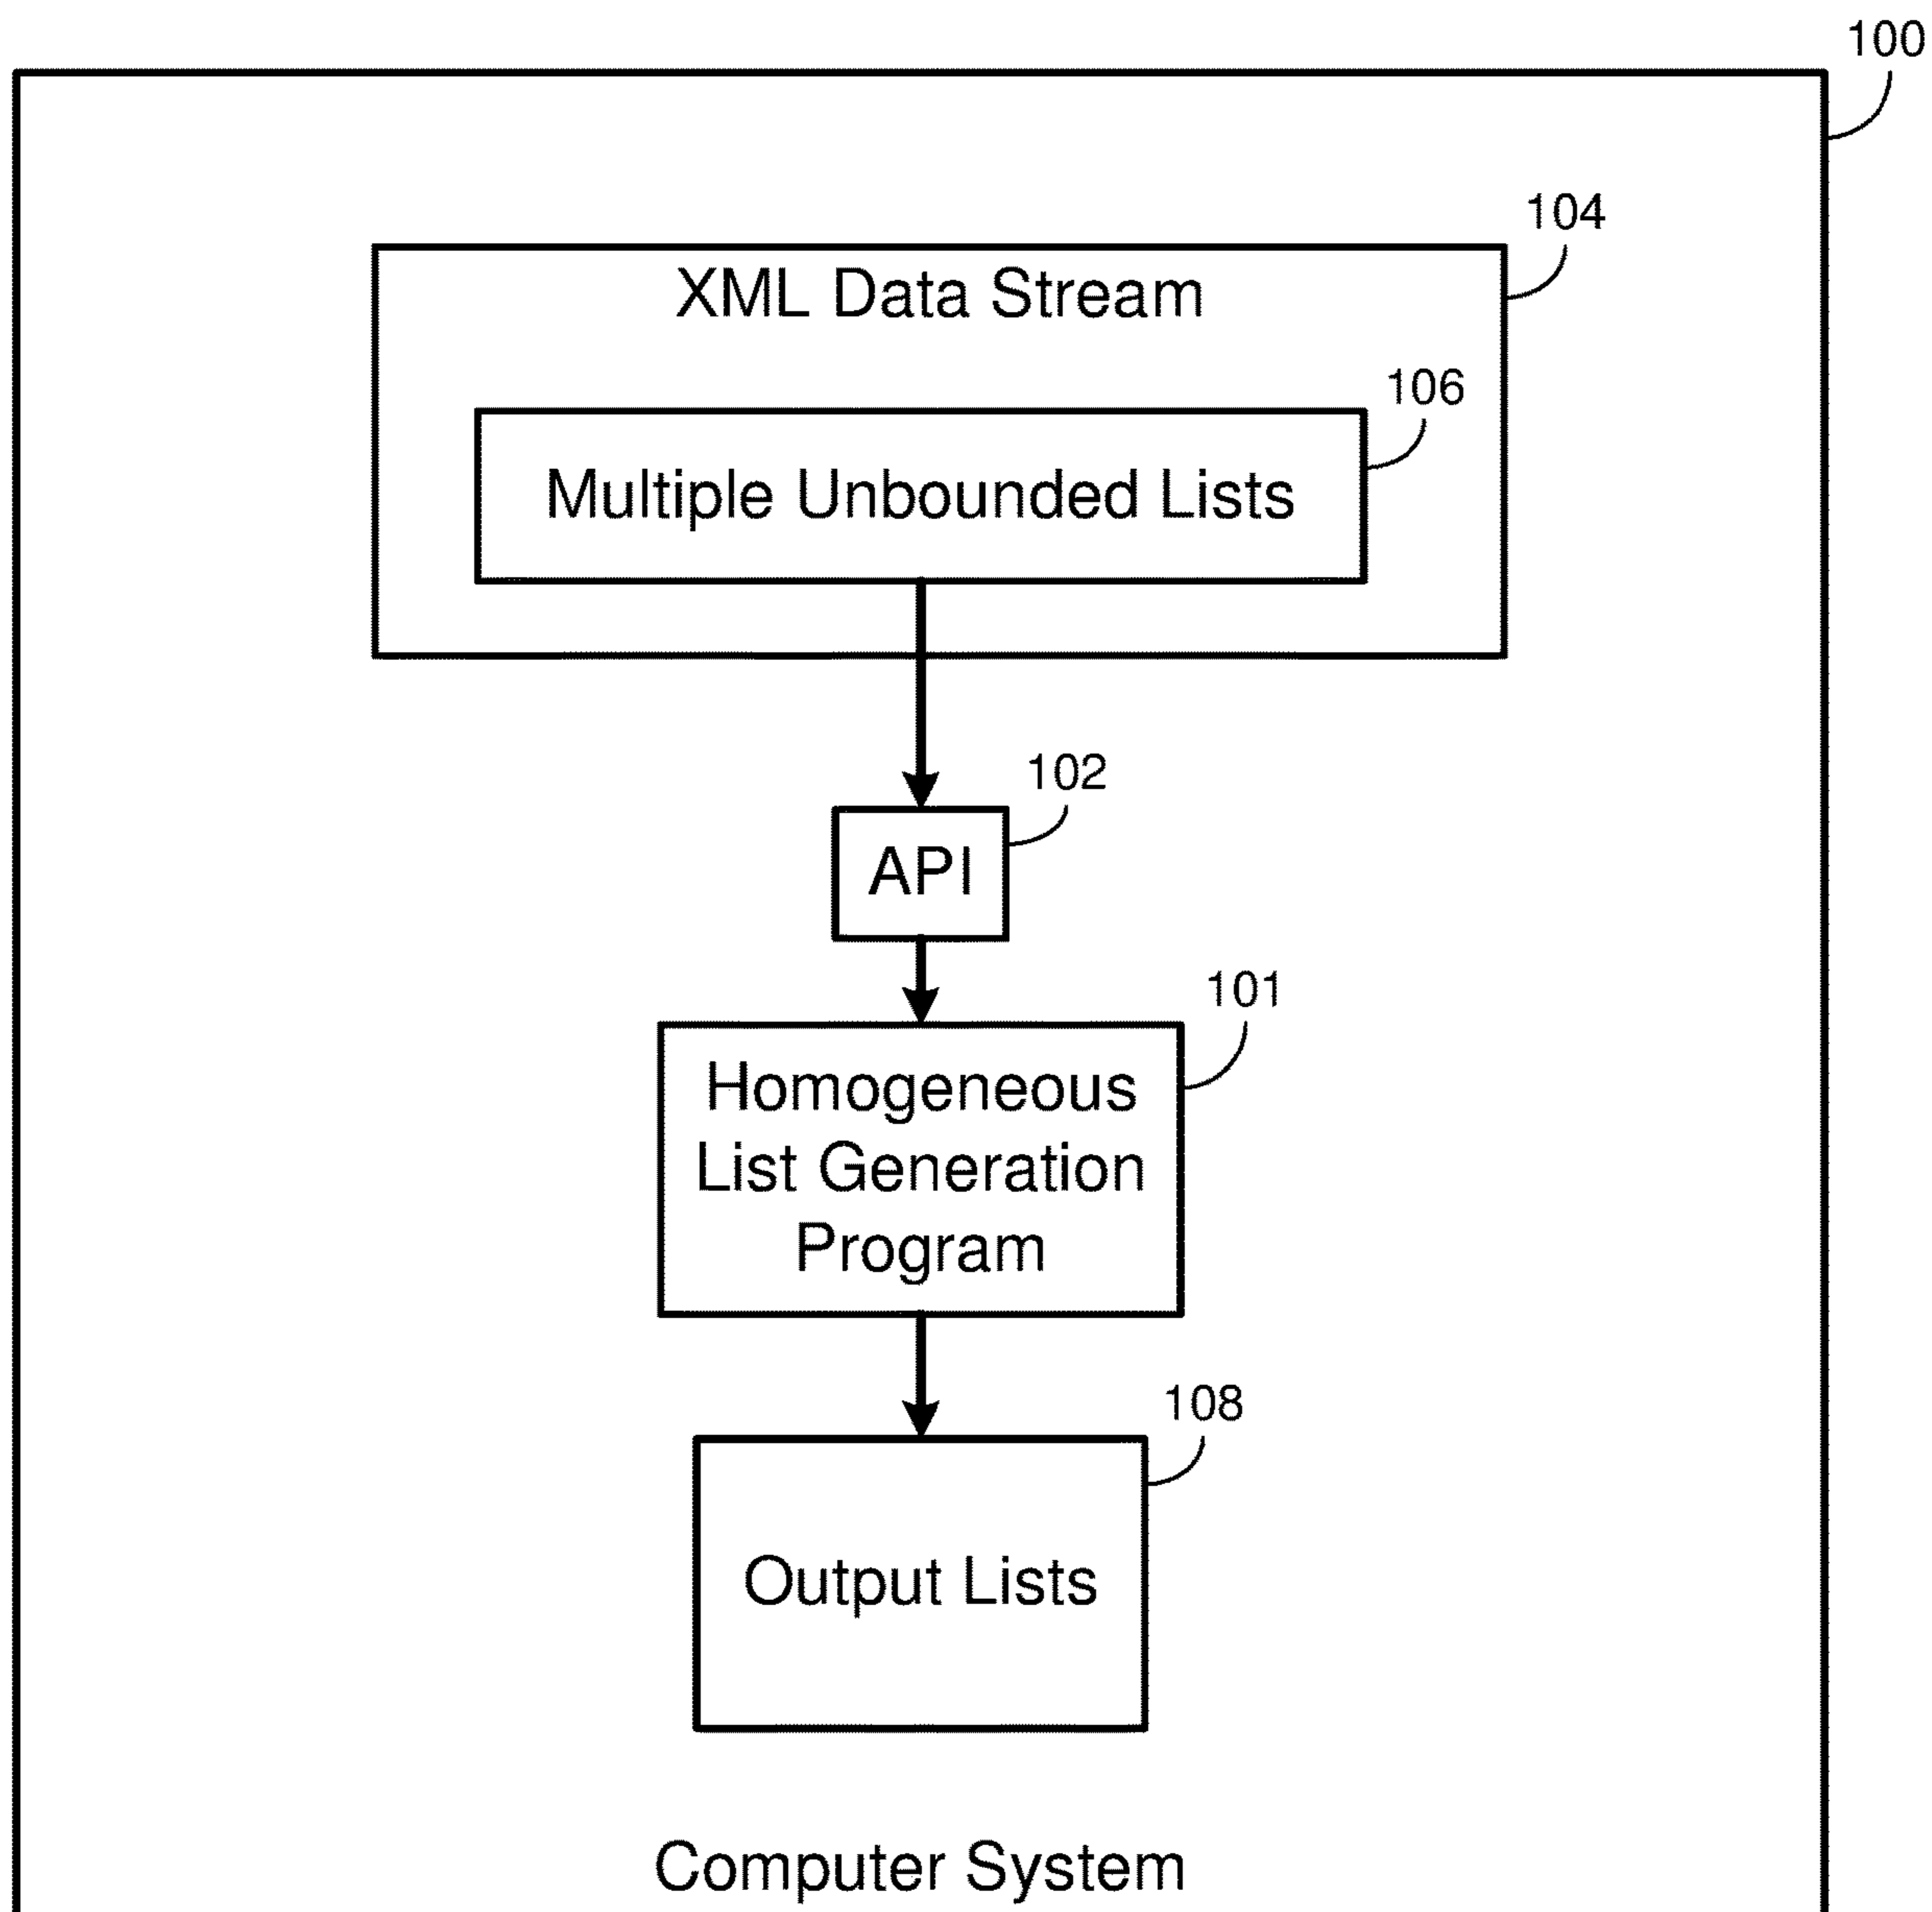 100
104
XML Data Stream
106
Multiple Unbounded Lists
102
API
101
Homogeneous
List Generation
Program
108
Output Lists
Computer System